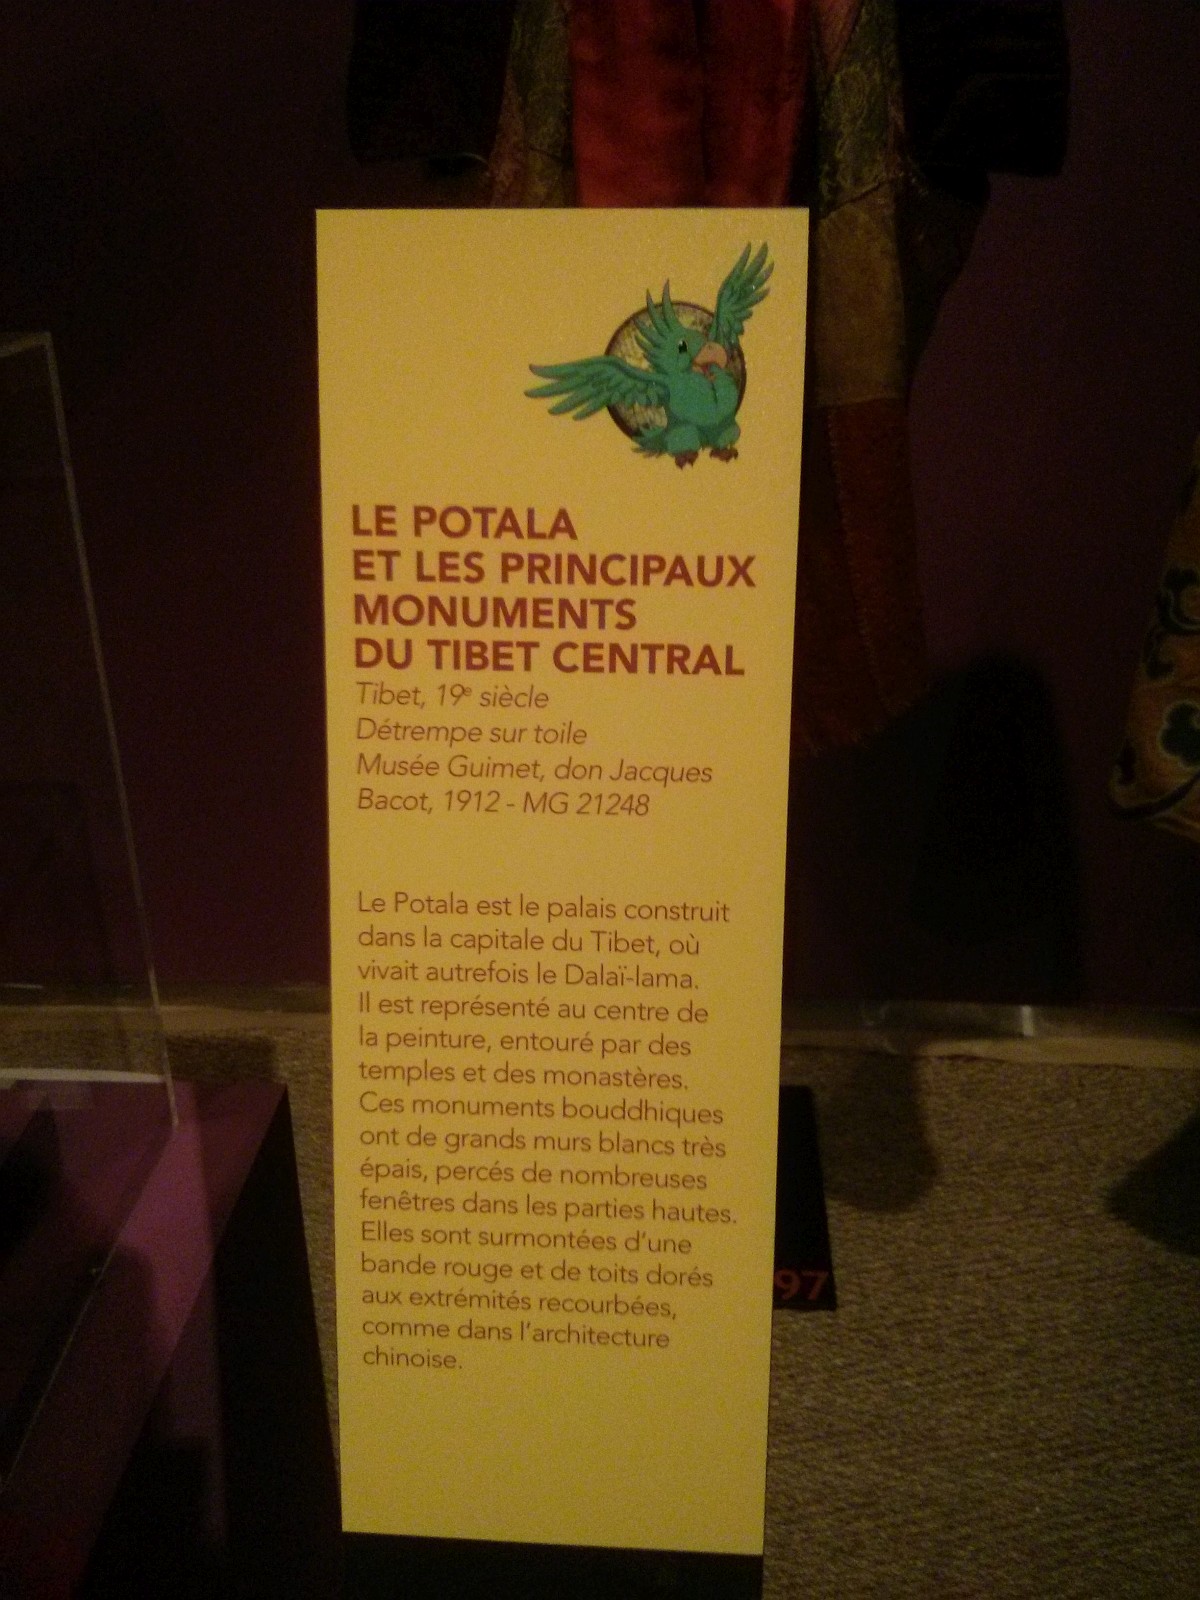 LE POTALA
ET LES PRINCIPAUX
MONUMENTS
DU TIBET CENTRAL
Tibet, 19e siècle
Détrempe sur toile
Musée Guimet, don Jacques
Bacot, 1912 - MG 21248
Le Potala est le palais construit
dans la capitale du Tibet, où
vivait autrefois le Dalaï-lama.
Il est représenté au centre de
la peinture, entouré par des
temples et des monastères.
Ces monuments bouddhiques
ont de grands murs blancs très
épais, percés de nombreuses
fenêtres dans les parties hautes.
Elles sont surmontées d'une
bande rouge et de toits dorés
aux extrémités recourbées,
comme dans l'architecture
chinoise.
97